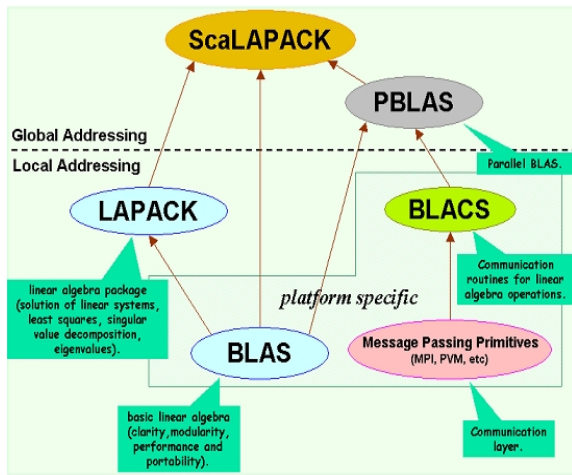 ScaLAPACK
PBLAS
Global Addressing
Parallel BLAS.
Local Addressing
LAPACK
BLACS
linear algebra package
(solution of linear systems,
least squares, singular
value decomposition,
eigenvalues).
Communication
routines for linear
algebra operations.
platform specific
BLAS
Message Passing Primitives
(MPI, PVM, etc)
basic linear algebra
(clarity,modularity,
performance and
portability).
Communication
layer.